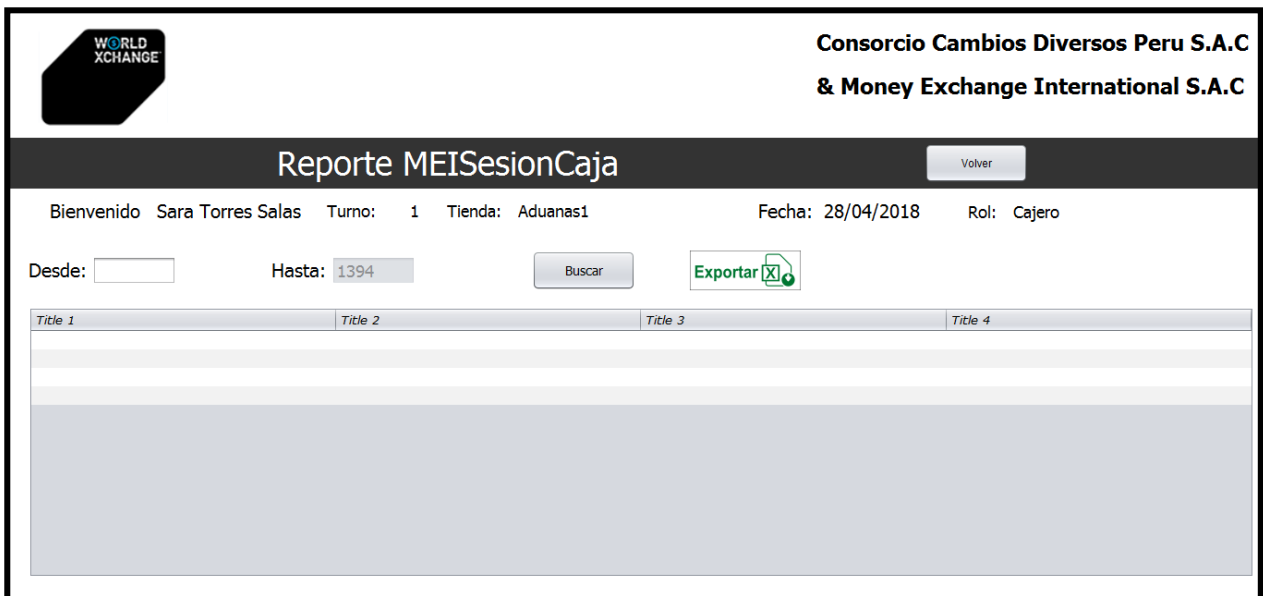 WORLD
XCHANGE
Consorcio Cambios Diversos Peru S.A.C
& Money Exchange International S.A.C
Reporte MEISesionCaja
Volver
Bienvenido Sara Torres Salas Turno: 1 Tienda: Aduanas1 Fecha: 28/04/2018 Rol: Cajero
Desde: Hasta: 1394 Buscar Exportar X
Title 1 Title 2 Title 3 Title 4